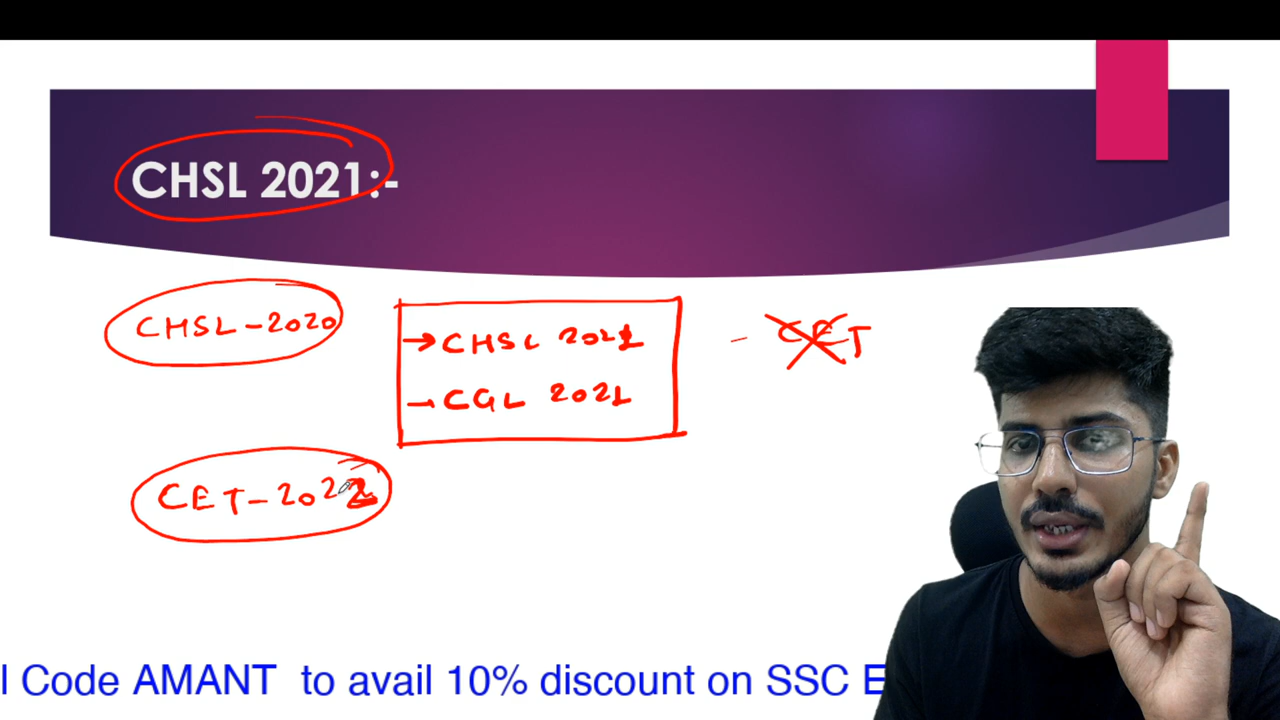 CHSL 2021:-
CHSL-2020
→CHSL 2021
- CET
→CGL 2021
CET-2022
l Code AMANT to avail 10% discount on SSC E